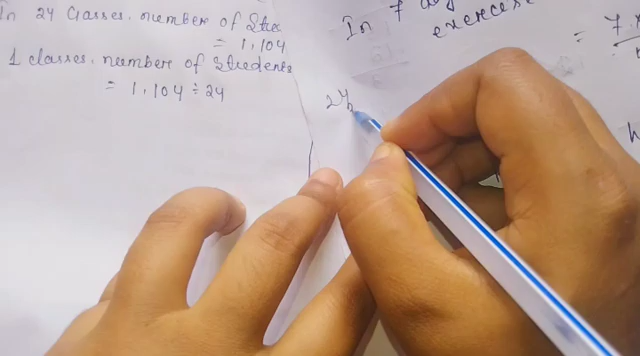 In 24 classes. number of Stu
= 1,104
1 classes. number of Students
= 1,104 ÷ 24
In 7
exercise
= 7.
24